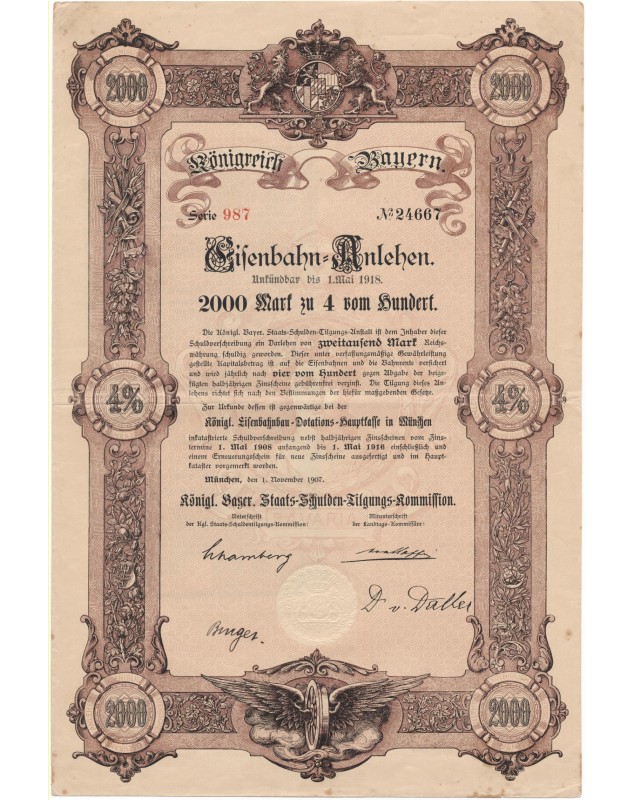 2000 2000
Königreich Bayern.
Serie 987 № 24667
Eisenbahn-Anlehen.
Unkündbar bis 1. Mai 1918.
2000 Mark zu 4 vom Hundert.
Die Königl. Bayer. Staats-Schulden-Tilgungs-Anstalt ist dem Inhaber dieser
Schuldverschreibung ein Darlehen von zweitausend Mark Reichs-
währung schuldig geworden. Dieser unter verfassungsmäßige Gewährleistung
gestellte Kapitalsbetrag ist auf die Eisenbahnen und die Bahnrente versichert
und wird jährlich nach vier vom Hundert gegen Abgabe der beige-
fügten halbjährigen Zinsscheine gebührenfrei verzinst. Die Tilgung dieses An-
lehens richtet sich nach den Bestimmungen der hiefür maßgebenden Gesetze.
Zur Urkunde dessen ist gegenwärtige bei der
Königl. Eisenbahnbau-Dotations-Hauptkasse in München
inkatastrierte Schuldverschreibung nebst halbjährigen Zinsscheinen vom Zins-
termine 1. Mai 1908 anfangend bis 1. Mai 1916 einschließlich und
einem Erneuerungschein für neue Zinsscheine ausgefertigt und im Haupt-
kataster vorgemerkt worden.
München, den 1. November 1907.
Königl. Bayer. Staats-Schulden-Tilgungs-Kommission.
Unterschrift Mitunterschrift
der Kgl. Staats-Schuldentilgungs-Kommission: der Landtags-Kommissäre:
D. v. Daller
4% 4%
2000 2000